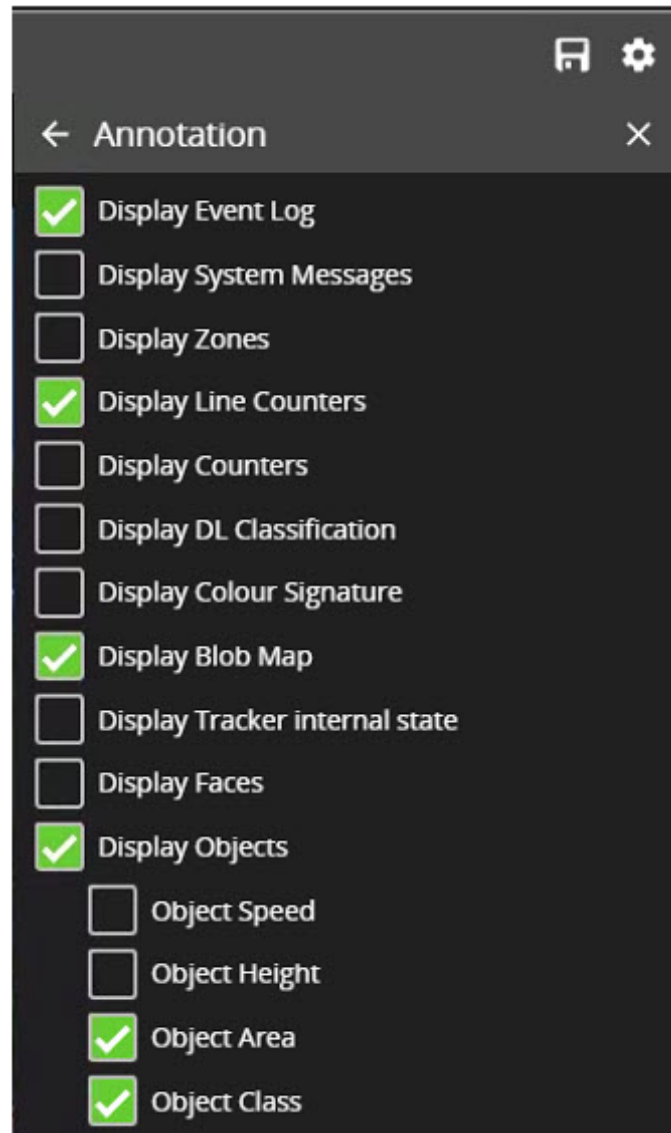 Annotation
Display Event Log
Display System Messages
Display Zones
Display Line Counters
Display Counters
Display DL Classification
Display Colour Signature
Display Blob Map
Display Tracker internal state
Display Faces
Display Objects
Object Speed
Object Height
Object Area
Object Class